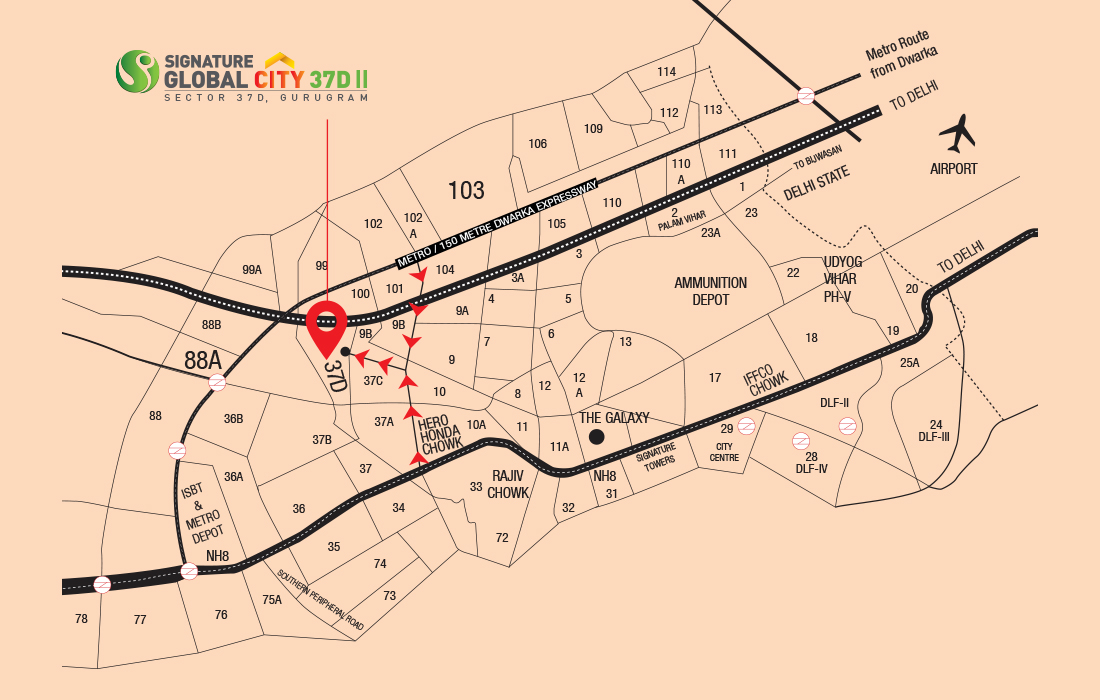 SIGNATURE
GLOBAL CITY 37D II
SECTOR 37D, GURUGRAM
Metro Route
from Dwarka
TO DELHI
AIRPORT
TO BIJWASAN
DELHI STATE
114
112
113
109
106
111
110
A
1
110
103
METRO / 150 METRE DWARKA EXPRESSWAY
2
PALAM VIHAR
23
23A
102
102
A
105
3
99A
99
104
101
100
3A
4
5
9A
AMMUNITION
DEPOT
22
UDYOG
VIHAR
PH-V
20
TO DELHI
88B
9B
9B
7
6
13
18
19
88A
37D
37C
9
10
8
12
12
A
17
IFFCO
CHOWK
25A
DLF-II
88
36B
37B
37A
HERO
HONDA
CHOWK
10A
11
11A
THE GALAXY
29
CITY
CENTRE
24
DLF-III
28
DLF-IV
SIGNATURE
TOWERS
36A
37
33
RAJIV
CHOWK
NH8
31
32
ISBT
&
METRO
DEPOT
36
34
72
NH8
35
74
73
SOUTHERN PERIPHERAL ROAD
75A
76
77
78